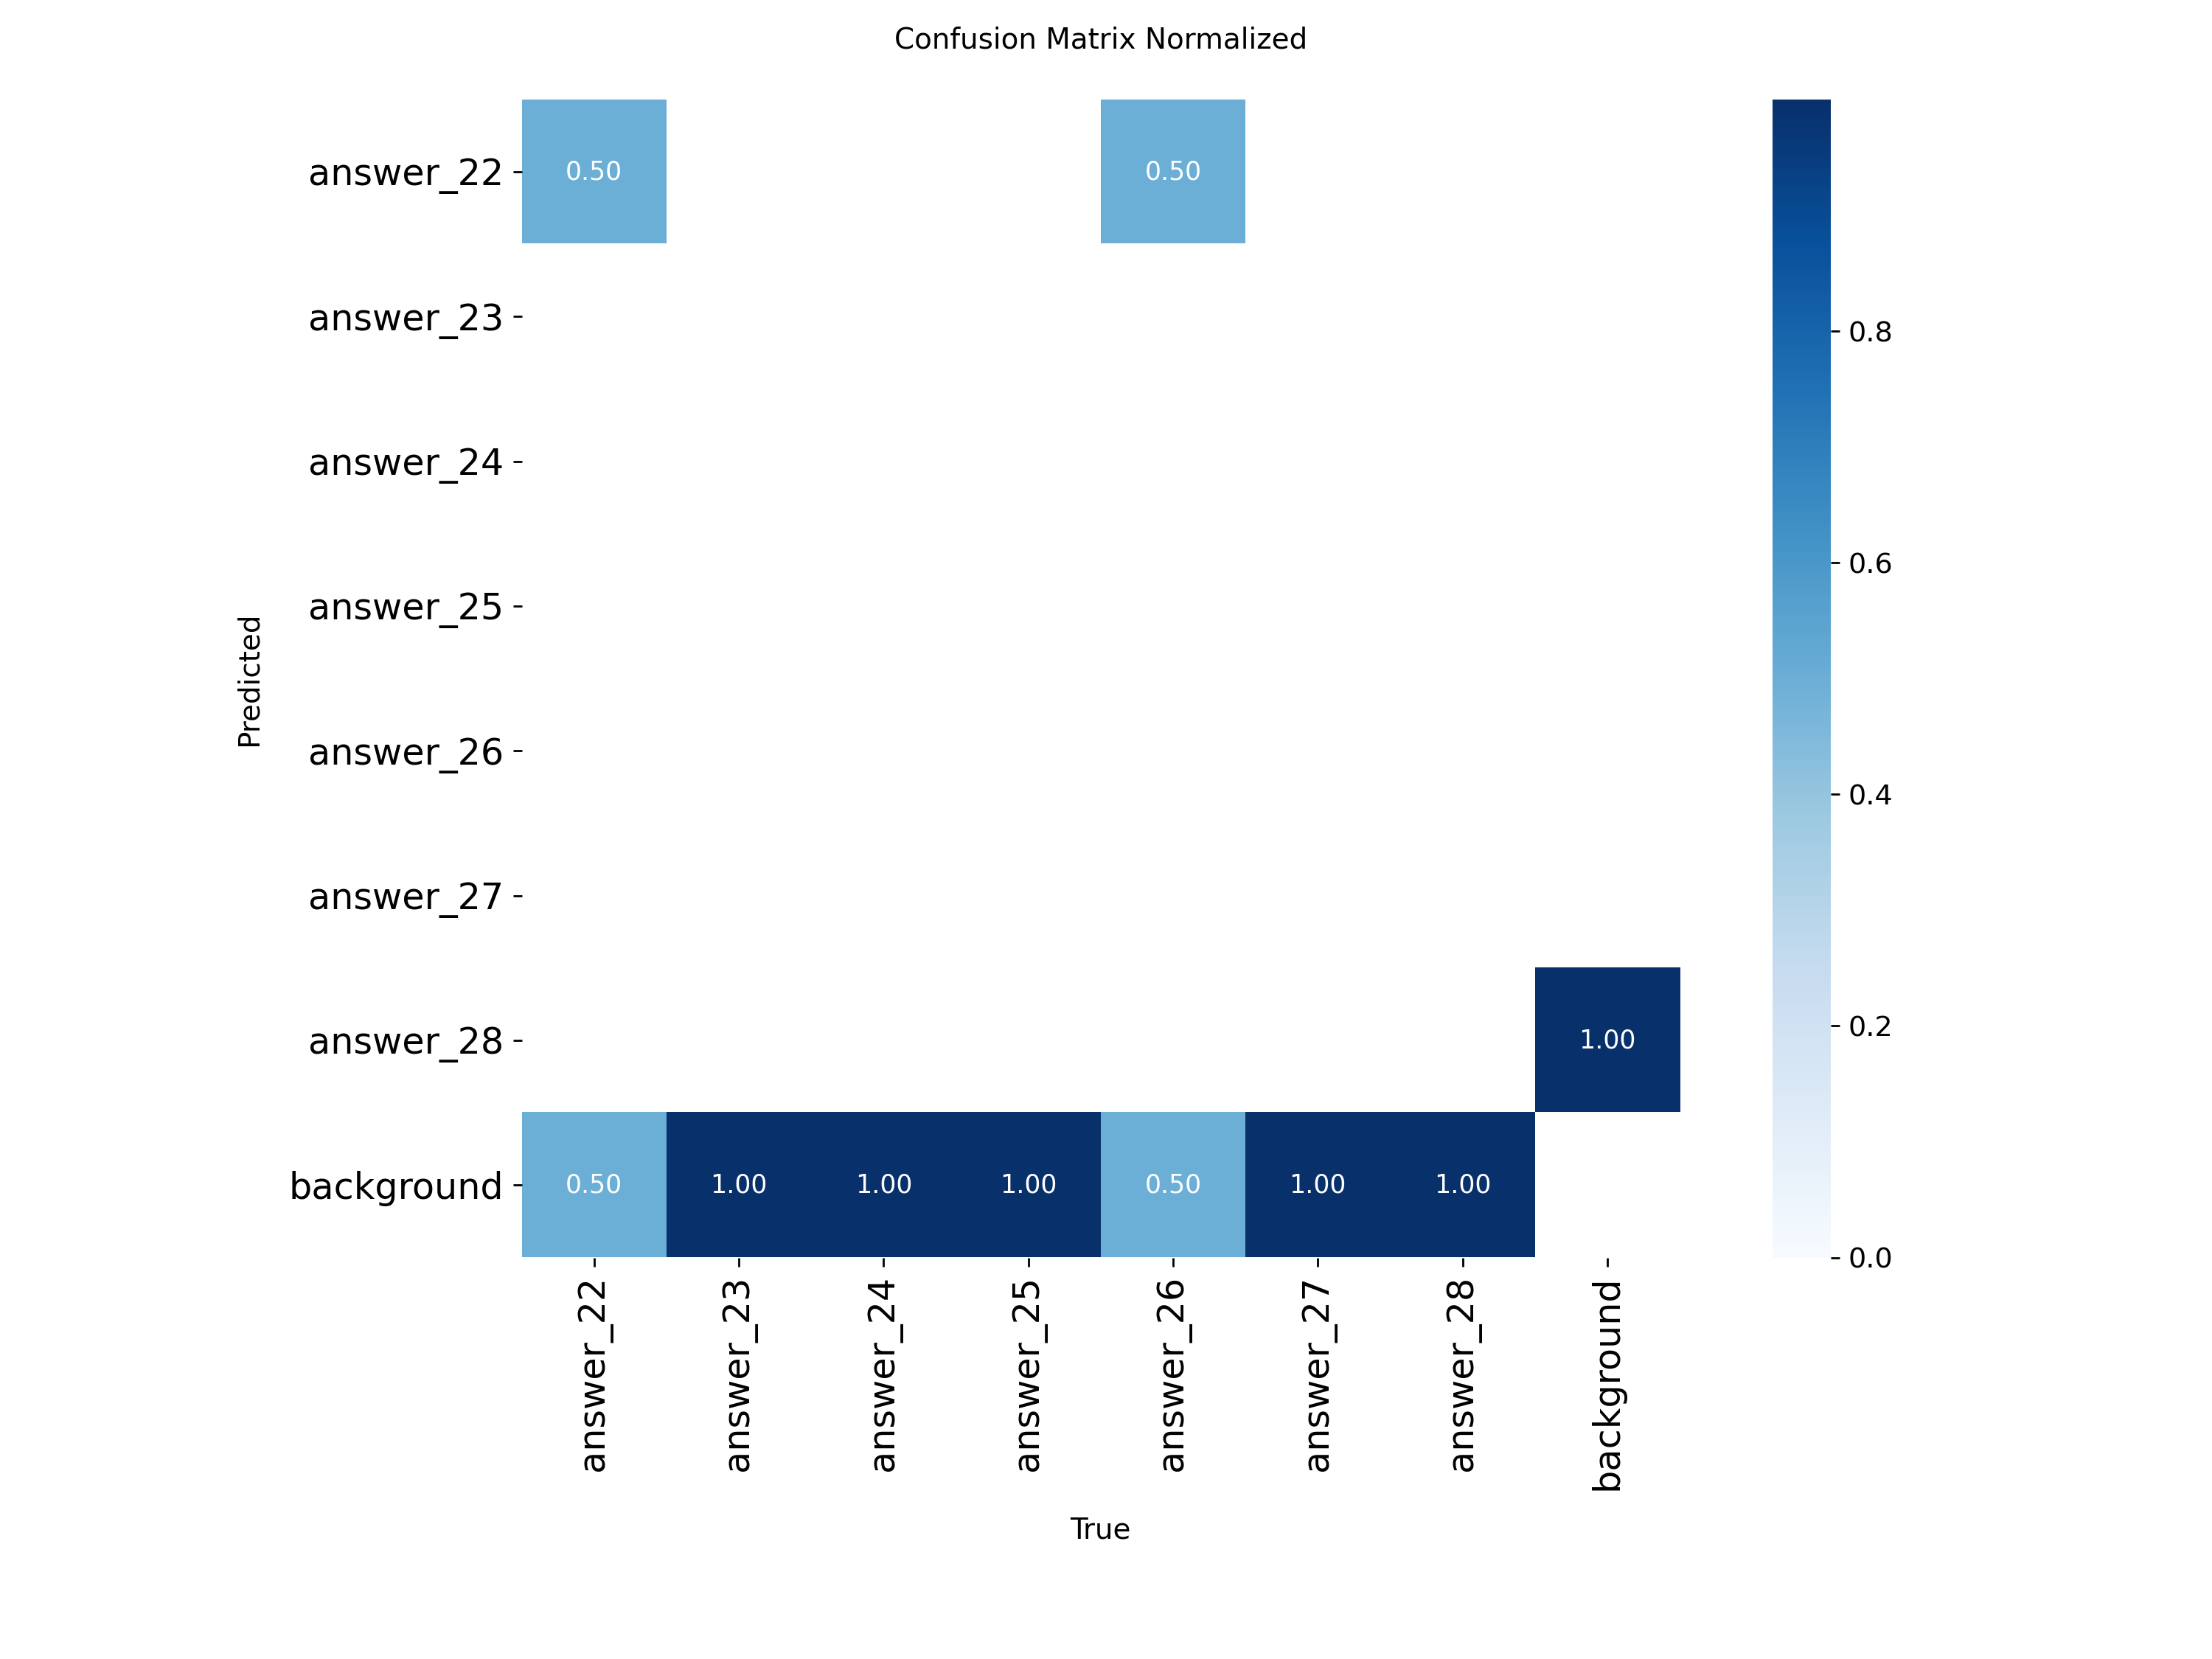 Confusion Matrix Normalized
answer_22 0.50 0.50
answer_23
answer_24
answer_25
answer_26
answer_27
answer_28 1.00
background 0.50 1.00 1.00 1.00 0.50 1.00 1.00
answer_22 answer_23 answer_24 answer_25 answer_26 answer_27 answer_28 background
True
Predicted
0.8
0.6
0.4
0.2
0.0